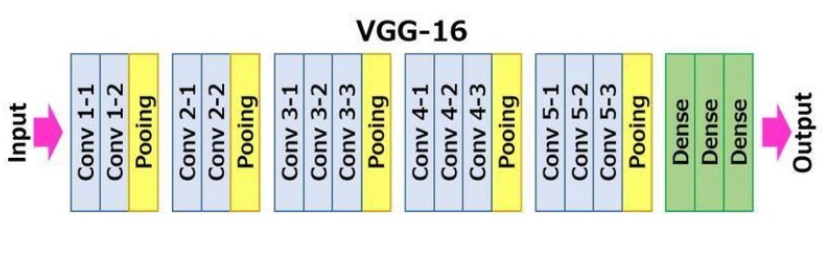 VGG-16
Input
Conv 1-1
Conv 1-2
Pooing
Conv 2-1
Conv 2-2
Pooing
Conv 3-1
Conv 3-2
Conv 3-3
Pooing
Conv 4-1
Conv 4-2
Conv 4-3
Pooing
Conv 5-1
Conv 5-2
Conv 5-3
Pooing
Dense
Dense
Dense
Output